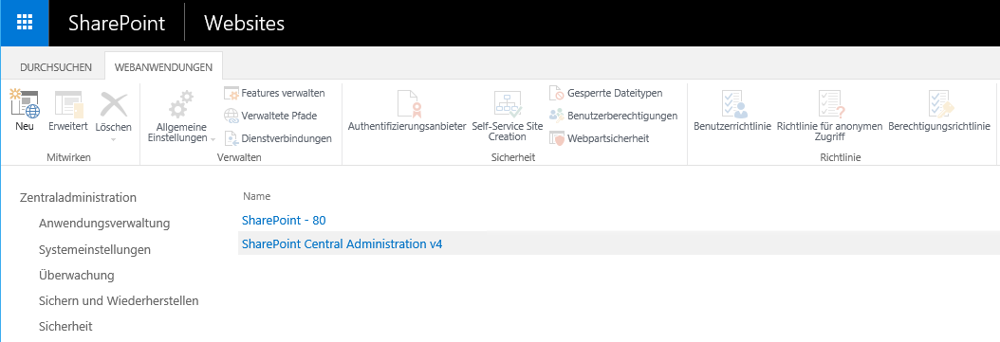 SharePoint Websites
DURCHSUCHEN WEBANWENDUNGEN
Neu Erweitert Löschen
Mitwirken
Allgemeine
Einstellungen
Features verwalten
Verwaltete Pfade
Dienstverbindungen
Verwalten
Authentifizierungsanbieter
Self-Service Site
Creation
Gesperrte Dateitypen
Benutzerberechtigungen
Webpartsicherheit
Sicherheit
Benutzerrichtlinie
Richtlinie für anonymen
Zugriff
Berechtigungsrichtlinie
Richtlinie
Zentraladministration
Anwendungsverwaltung
Systemeinstellungen
Überwachung
Sichern und Wiederherstellen
Sicherheit
Name
SharePoint - 80
SharePoint Central Administration v4